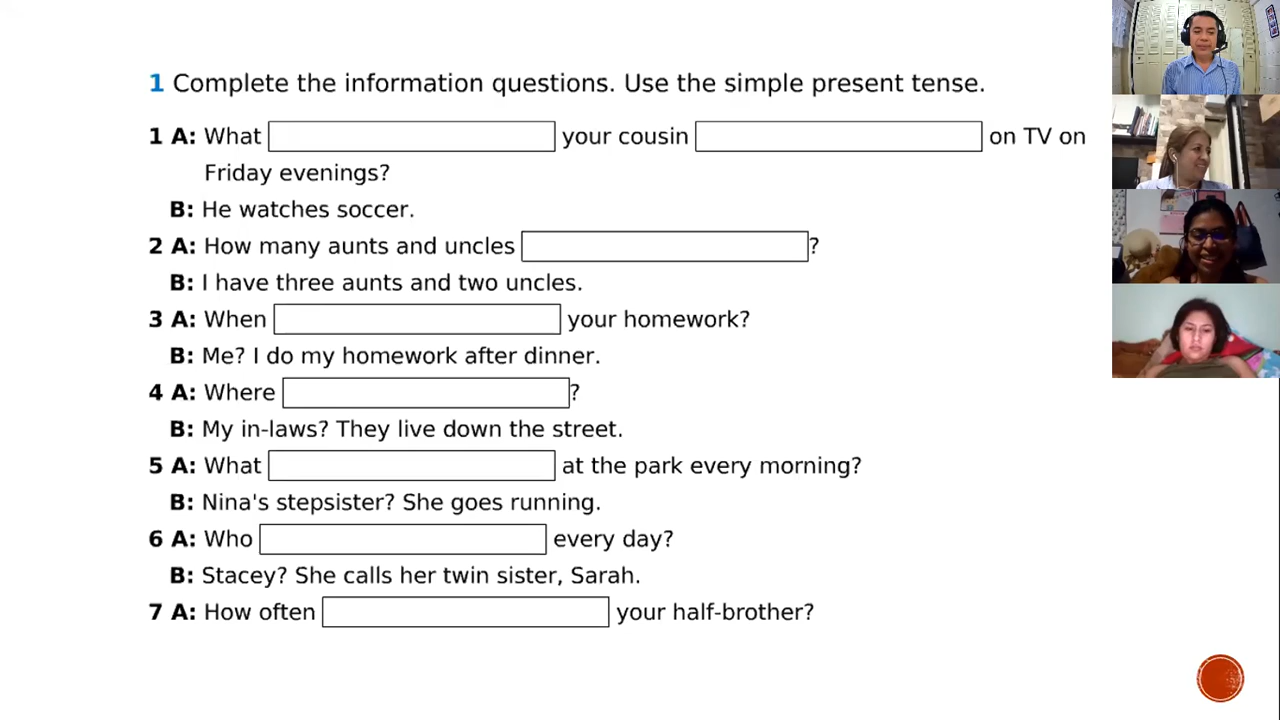 1 Complete the information questions. Use the simple present tense.
1 A: What your cousin on TV on
Friday evenings?
B: He watches soccer.
2 A: How many aunts and uncles ?
B: I have three aunts and two uncles.
3 A: When your homework?
B: Me? I do my homework after dinner.
4 A: Where ?
B: My in-laws? They live down the street.
5 A: What at the park every morning?
B: Nina's stepsister? She goes running.
6 A: Who every day?
B: Stacey? She calls her twin sister, Sarah.
7 A: How often your half-brother?